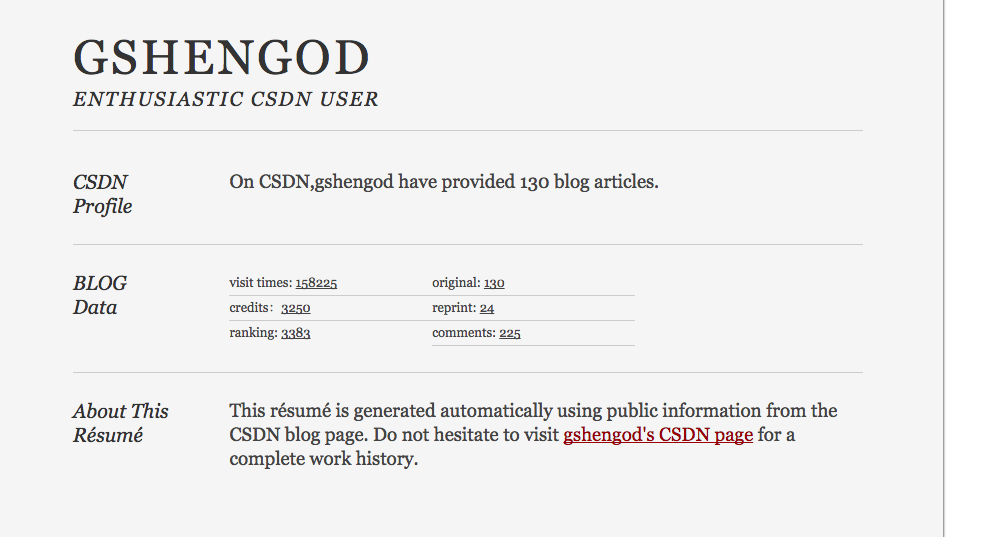 GSHENGOD
ENTHUSIASTIC CSDN USER
CSDN
Profile
On CSDN,gshengod have provided 130 blog articles.
BLOG
Data
visit times: 158225
original: 130
credits： 3250
reprint: 24
ranking: 3383
comments: 225
About This
Résumé
This résumé is generated automatically using public information from the
CSDN blog page. Do not hesitate to visit gshengod's CSDN page for a
complete work history.